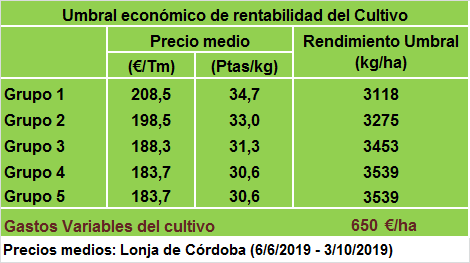 Umbral económico de rentabilidad del Cultivo
Precio medio Rendimiento Umbral
(€/Tm) (Ptas/kg) (kg/ha)
Grupo 1 208,5 34,7 3118
Grupo 2 198,5 33,0 3275
Grupo 3 188,3 31,3 3453
Grupo 4 183,7 30,6 3539
Grupo 5 183,7 30,6 3539
Gastos Variables del cultivo 650 €/ha
Precios medios: Lonja de Córdoba (6/6/2019 - 3/10/2019)